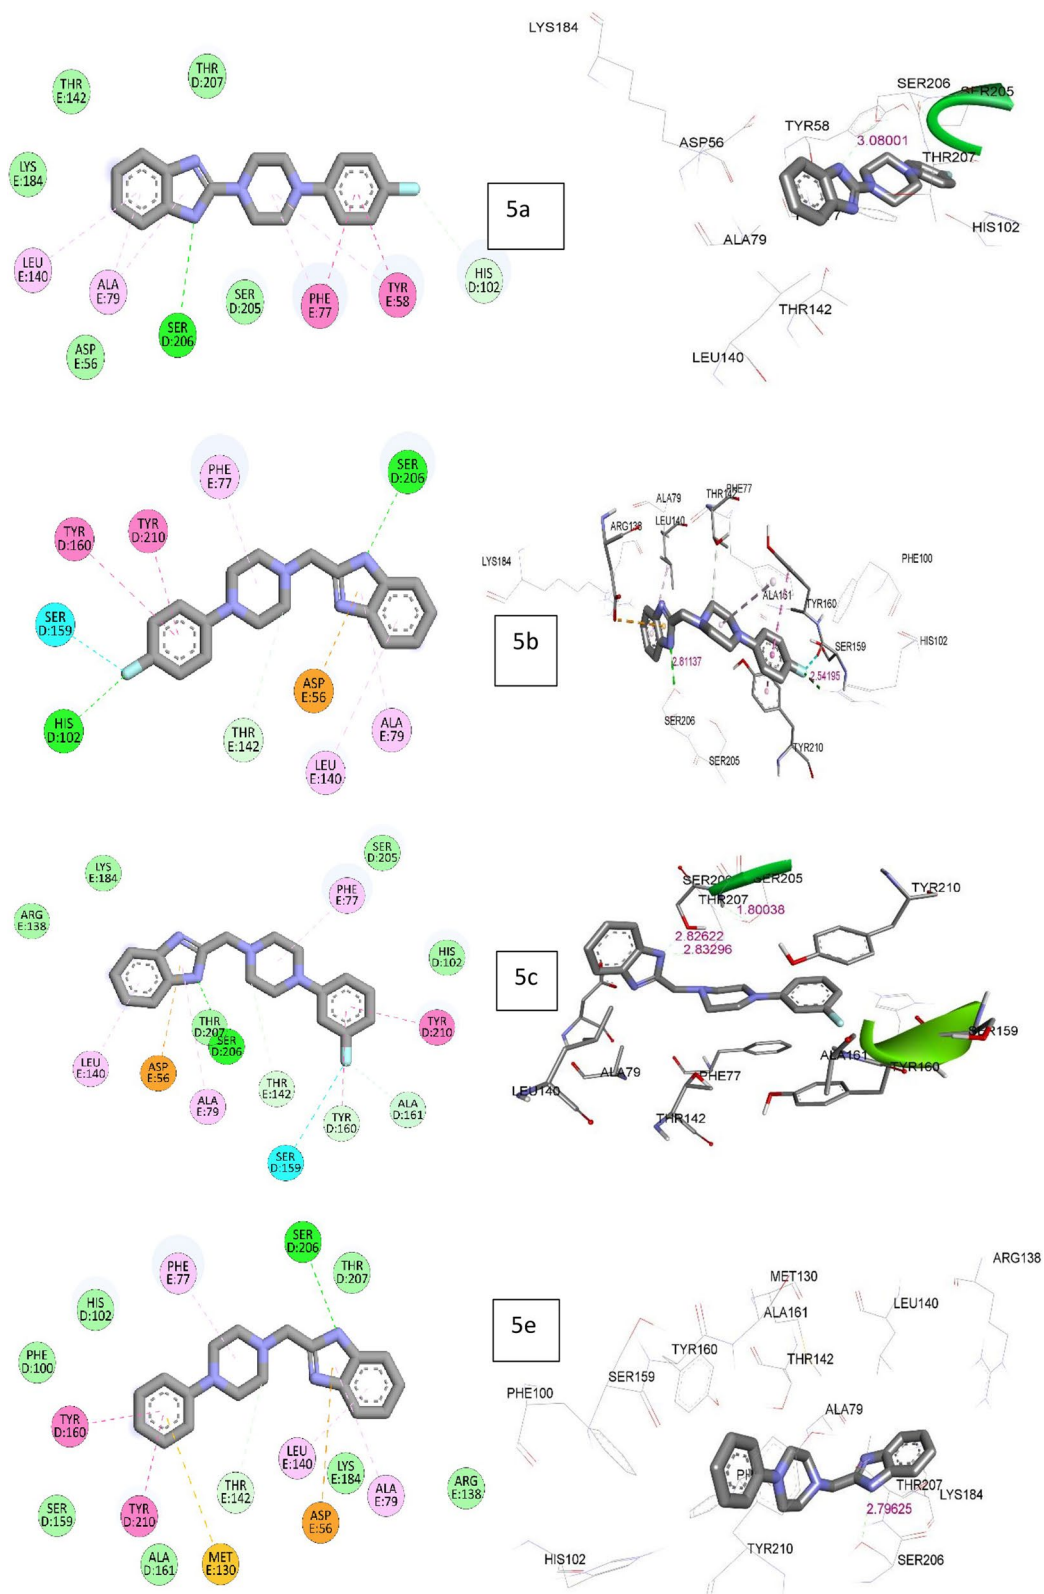 THR
E:142
THR
D:207
LYS
E:184
LEU
E:140
ALA
E:79
ASP
E:56
SER
D:206
SER
D:205
PHE
E:77
TYR
E:58
HIS
D:102
5a
LYS184
ASP56
TYR58
SER206
SER205
3.08001
THR207
HIS102
ALA79
THR142
LEU140
PHE
E:77
SER
D:206
TYR
D:160
TYR
D:210
SER
D:159
HIS
D:102
THR
E:142
ASP
E:56
LEU
E:140
ALA
E:79
5b
LYS184
ARG138
ALA79
LEU140
THR142
PHE77
PHE100
ALA161
TYR160
SER159
HIS102
2.81137
2.54195
SER206
SER205
TYR210
LYS
E:184
ARG
E:138
SER
D:205
PHE
E:77
HIS
D:102
TYR
D:210
LEU
E:140
ASP
E:56
THR
D:207
SER
D:206
ALA
E:79
THR
E:142
TYR
D:160
ALA
D:161
SER
D:159
5c
SER206
SER205
THR207
1.80038
2.82622
2.83296
TYR210
SER159
ALA161
TYR160
ALA79
PHE77
LEU140
THR142
SER
D:206
PHE
E:77
THR
D:207
HIS
D:102
PHE
D:100
TYR
D:160
SER
D:159
TYR
D:210
ALA
D:161
MET
E:130
THR
E:142
LEU
E:140
LYS
E:184
ASP
E:56
ALA
E:79
ARG
E:138
5e
ARG138
MET130
ALA161
LEU140
TYR160
THR142
SER159
PHE100
ALA79
PH
THR207
LYS184
2.79625
HIS102
TYR210
SER206